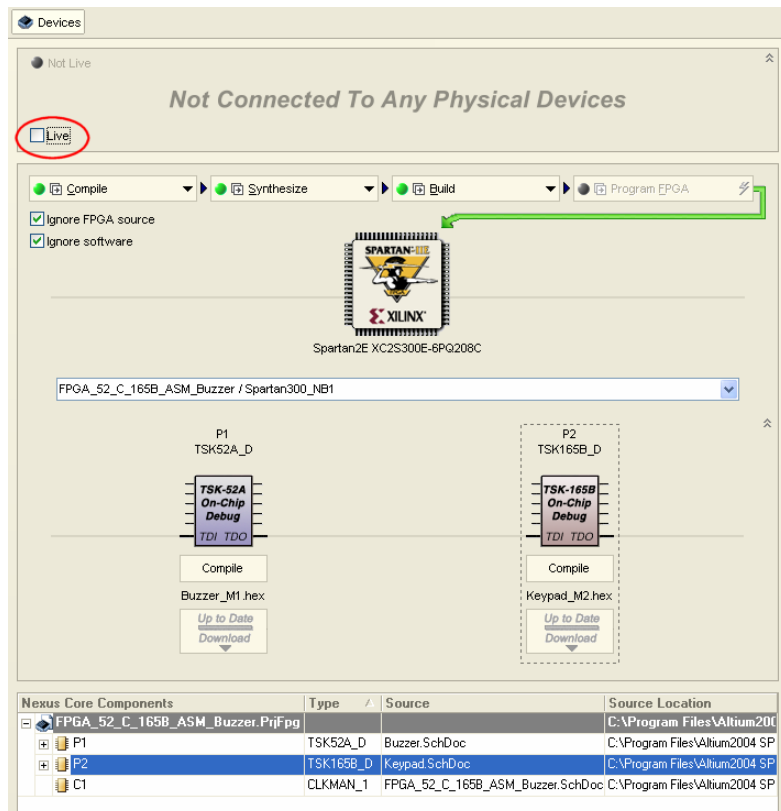 Devices
Not Live
Not Connected To Any Physical Devices
Live
Compile Synthesize Build Program FPGA
Ignore FPGA source
Ignore software
SPARTAN-IIE
FPGA
XILINX
Spartan2E XC2S300E-6PQ208C
FPGA_52_C_165B_ASM_Buzzer / Spartan300_NB1
P1 P2
TSK52A_D TSK165B_D
TSK-52A TSK-165B
On-Chip On-Chip
Debug Debug
TDI TDO TDI TDO
Compile Compile
Buzzer_M1.hex Keypad_M2.hex
Up to Date Up to Date
Download Download
Nexus Core Components Type Source Source Location
FPGA_52_C_165B_ASM_Buzzer.PrjFpg C:\Program Files\Altium200
P1 TSK52A_D Buzzer.SchDoc C:\Program Files\Altium2004 SP
P2 TSK165B_D Keypad.SchDoc C:\Program Files\Altium2004 SP
C1 CLKMAN_1 FPGA_52_C_165B_ASM_Buzzer.SchDoc C:\Program Files\Altium2004 SP